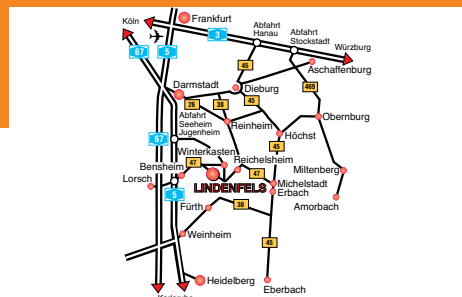 Köln
Frankfurt
3
Abfahrt
Hanau
Abfahrt
Stockstadt
Würzburg
67
5
45
Aschaffenburg
Darmstadt
Dieburg
469
26
38
45
Reinheim
Obernburg
Abfahrt
Seeheim
Jugenheim
67
Höchst
45
Winterkasten
Bensheim
47
Reichelsheim
47
Miltenberg
Lorsch
LINDENFELS
Michelstadt
Erbach
5
Fürth
38
Amorbach
Weinheim
45
Heidelberg
Eberbach
Karlsruhe